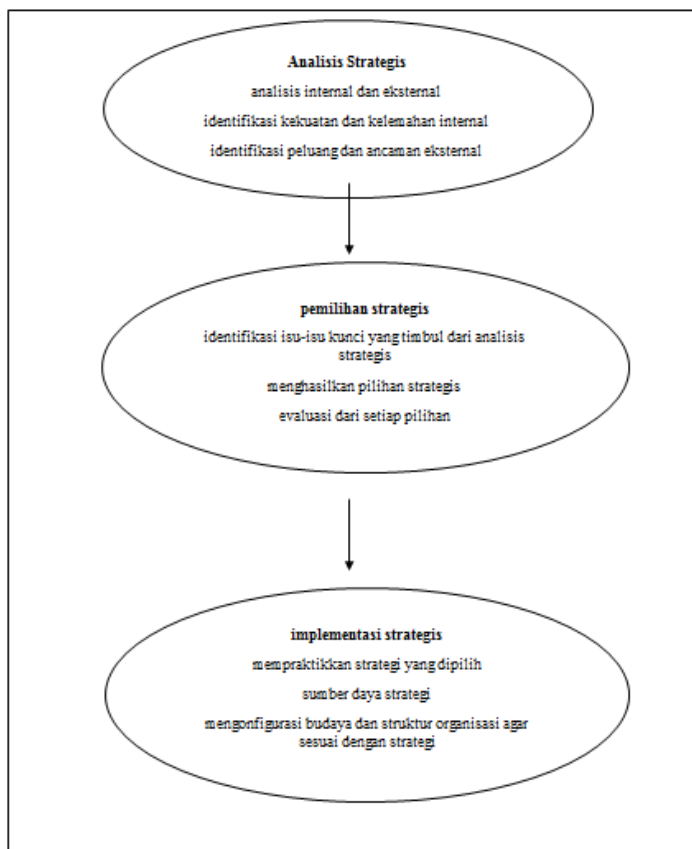 Analisis Strategis
analisis internal dan eksternal
identifikasi kekuatan dan kelemahan internal
identifikasi peluang dan ancaman eksternal
pemilihan strategis
identifikasi isu-isu kunci yang timbul dari analisis
strategis
menghasilkan pilihan strategis
evaluasi dari setiap pilihan
implementasi strategis
mempraktikkan strategi yang dipilih
sumber daya strategi
mengonfigurasi budaya dan struktur organisasi agar
sesuai dengan strategi